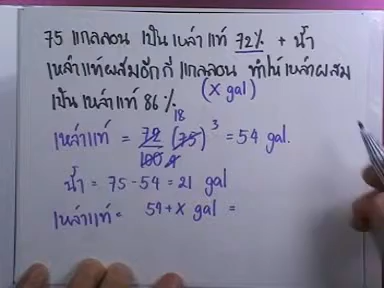 75 แกลลอน เป็น เหล้า แท้ 72% + น้ำ
เหล้าแท้ผสมอีกกี่ แกลลอน ทำให้ เหล้าผสม
เป็น เหล้าแท้ 86% (X gal)
เหล้าแท้ = 72/100 4 (75) 18 3 = 54 gal.
น้ำ = 75 - 54 = 21 gal
เหล้าแท้ = 54 + X gal =